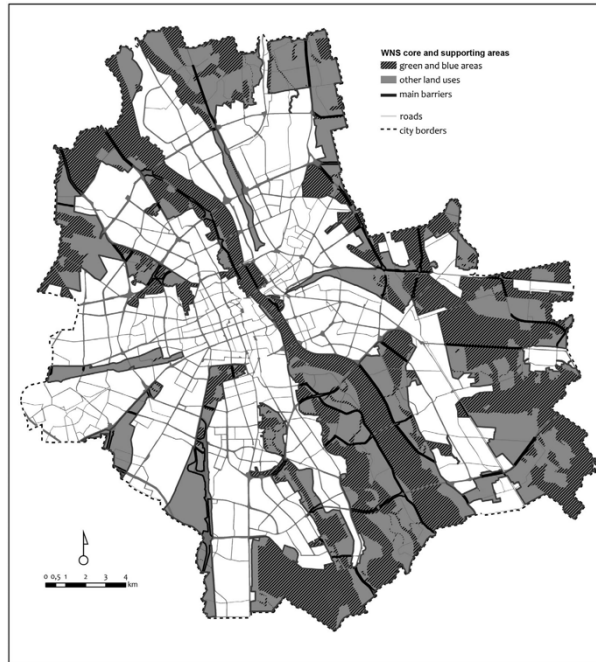 WNS core and supporting areas
green and blue areas
other land uses
main barriers
roads
city borders
0 0,5 1 2 3 4
km